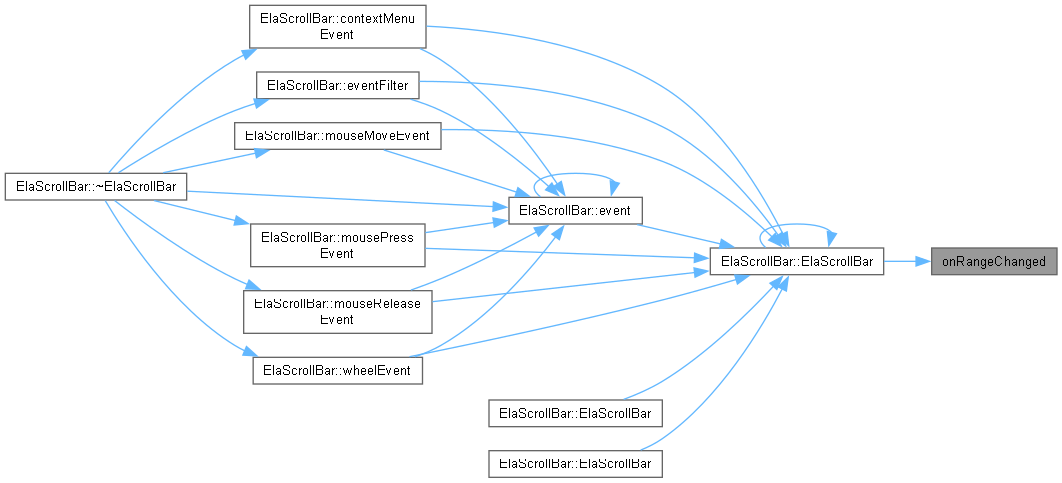 ElaScrollBar::contextMenu
Event
ElaScrollBar::eventFilter
ElaScrollBar::mouseMoveEvent
ElaScrollBar::~ElaScrollBar
ElaScrollBar::event
ElaScrollBar::mousePress
Event
ElaScrollBar::ElaScrollBar
onRangeChanged
ElaScrollBar::mouseRelease
Event
ElaScrollBar::wheelEvent
ElaScrollBar::ElaScrollBar
ElaScrollBar::ElaScrollBar